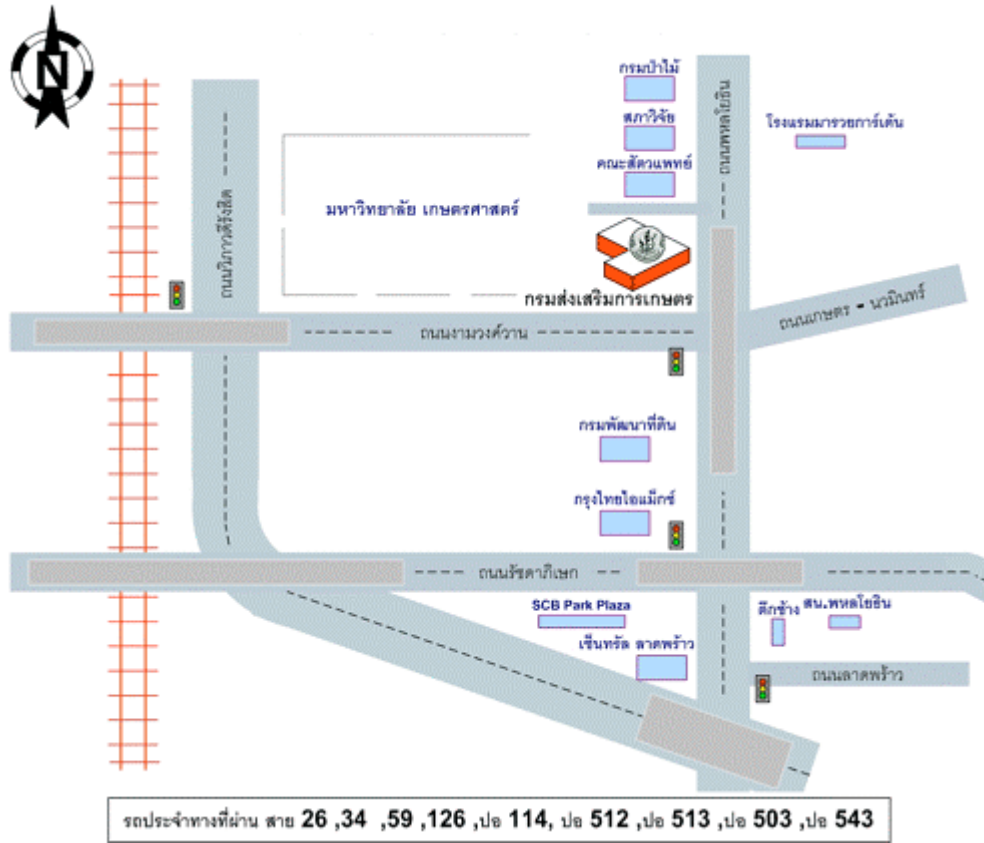 N
กรมป่าไม้
สภาวิจัย
คณะสัตวแพทย์
ถนนพหลโยธิน
โรงแรมมารวยการ์เด้น
ถนนวิภาวดีรังสิต
มหาวิทยาลัย เกษตรศาสตร์
กรมส่งเสริมการเกษตร
ถนนเกษตร - นวมินทร์
ถนนงามวงศ์วาน
กรมพัฒนาที่ดิน
กรุงไทยไอแม็กซ์
ถนนรัชดาภิเษก
SCB Park Plaza
ตึกช้าง
สน.พหลโยธิน
เซ็นทรัล ลาดพร้าว
ถนนลาดพร้าว
รถประจำทางที่ผ่าน สาย 26 ,34 ,59 ,126 ,ปอ 114, ปอ 512 ,ปอ 513 ,ปอ 503 ,ปอ 543